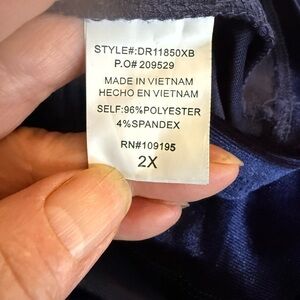 STYLE#:DR11850XB
P.O# 209529
MADE IN VIETNAM
HECHO EN VIETNAM
SELF:96%POLYESTER
4%SPANDEX
RN#109195
2X